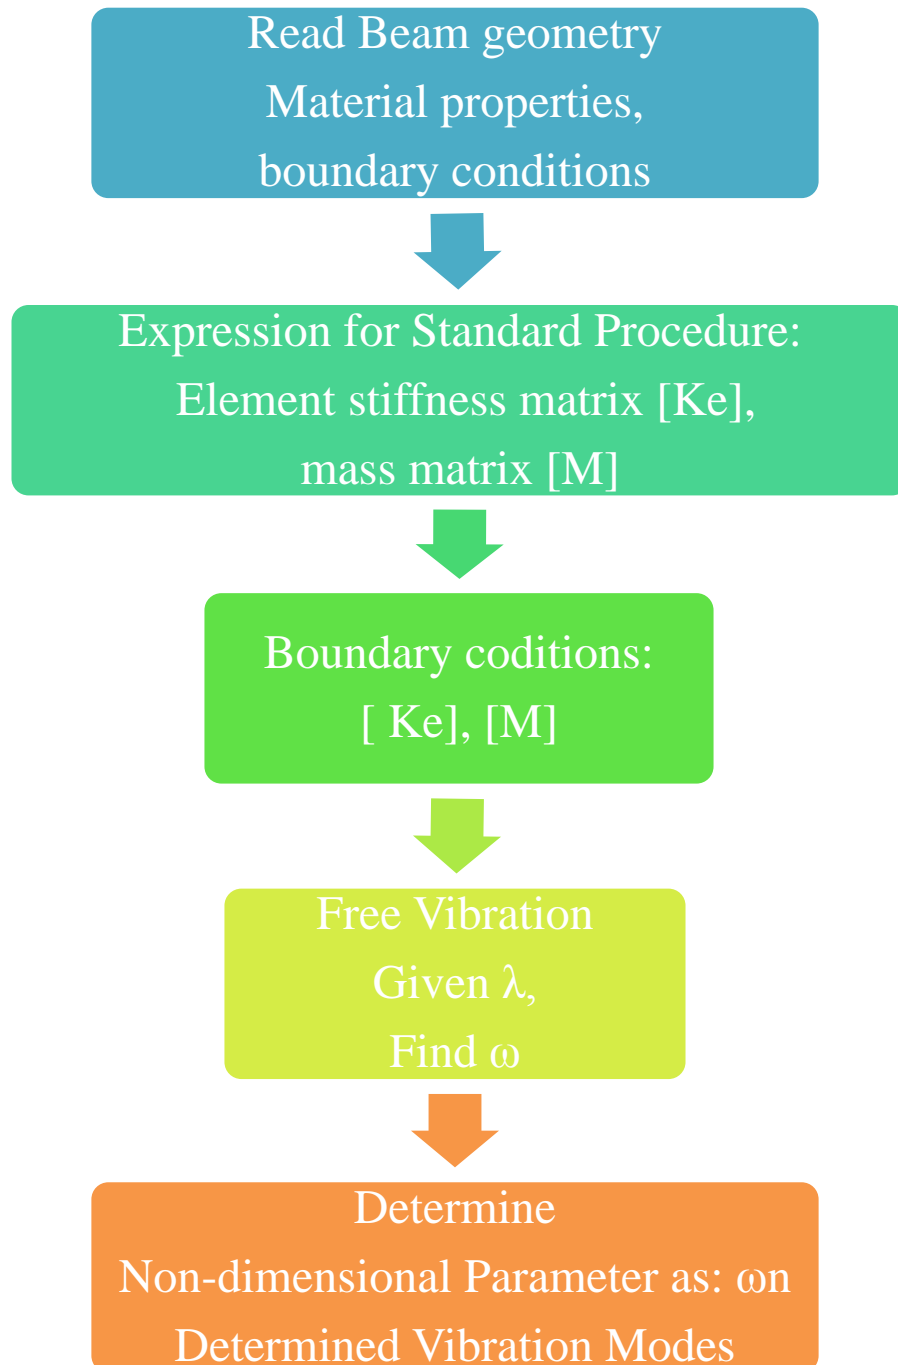 Read Beam geometry
Material properties,
boundary conditions
Expression for Standard Procedure:
Element stiffness matrix [Ke],
mass matrix [M]
Boundary coditions:
[ Ke], [M]
Free Vibration
Given λ,
Find ω
Determine
Non-dimensional Parameter as: ωn
Determined Vibration Modes